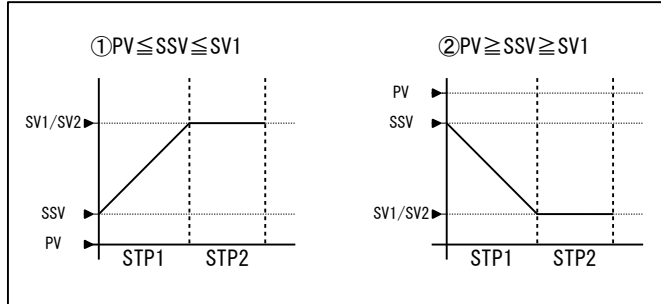 ①PV≦SSV≦SV1
SV1/SV2
SSV
PV
STP1 STP2
②PV≧SSV≧SV1
PV
SSV
SV1/SV2
STP1 STP2